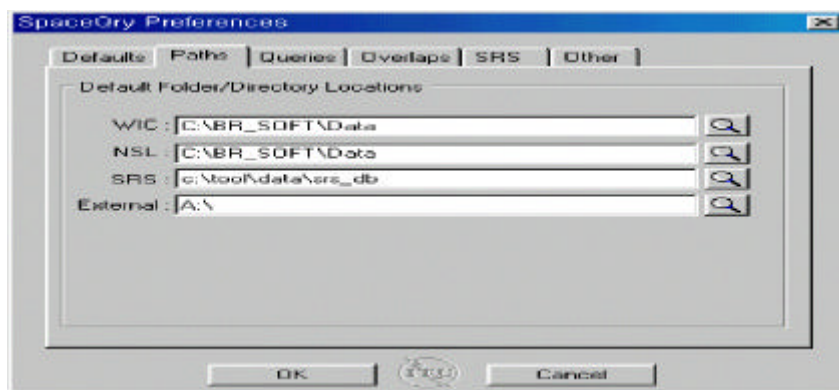 SpaceQry Preferences
Defaults Paths Queries Overlaps SRS Other
Default Folder/Directory Locations
WIC : C:\BR_SOFT\Data
NSL : C:\BR_SOFT\Data
SRS : c:\tool\data\srs_db
External : A:\
OK Cancel